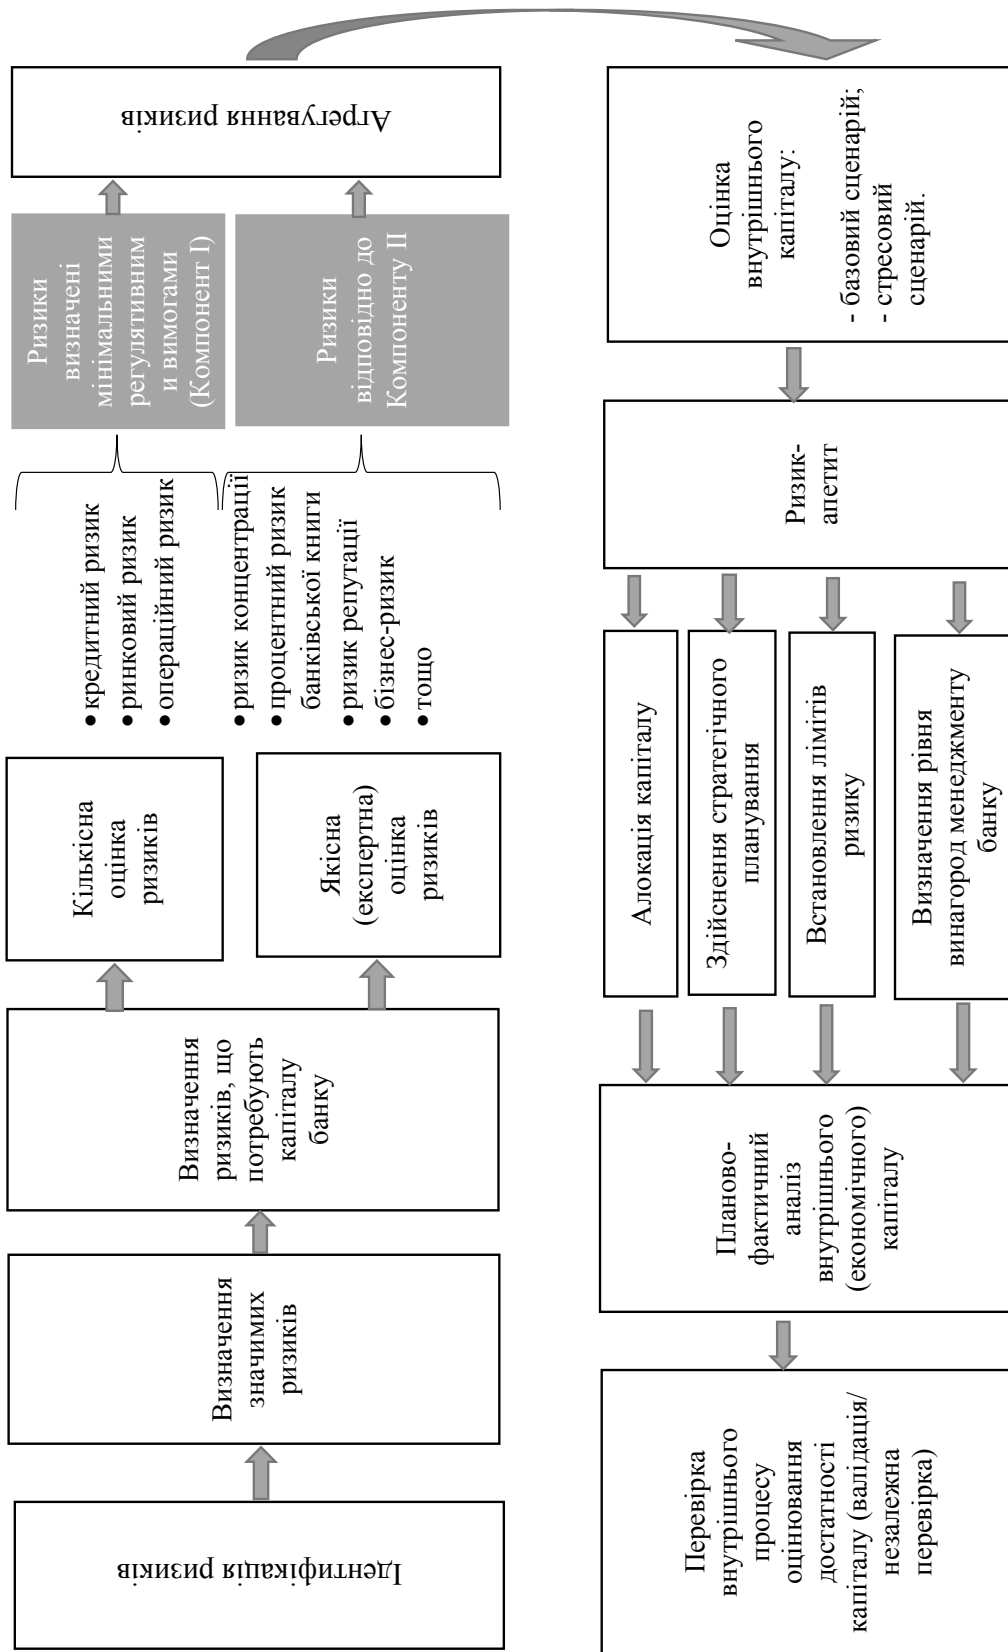 Ідентифікація ризиків
Визначення
значимих
ризиків
Визначення
ризиків, що
потребують
капіталу
банку
Кількісна
оцінка
ризиків
Якісна
(експертна)
оцінка
ризиків
• кредитний ризик
• ринковий ризик
• операційний ризик
• ризик концентрації
• процентний ризик
банківської книги
• ризик репутації
• бізнес-ризик
• тощо
Ризики
визначені
мінімальними
регулятивним
и вимогами
(Компонент І)
Ризики
відповідно до
Компоненту ІІ
Агрегування ризиків
Оцінка
внутрішнього
капіталу:
- базовий сценарій;
- стресовий
сценарій.
Ризик-
апетит
Алокація капіталу
Здійснення стратегічного
планування
Встановлення лімітів
ризику
Визначення рівня
винагород менеджменту
банку
Планово-
фактичний
аналіз
внутрішнього
(економічного)
капіталу
Перевірка
внутрішнього
процесу
оцінювання
достатності
капіталу (валідація/
незалежна
перевірка)